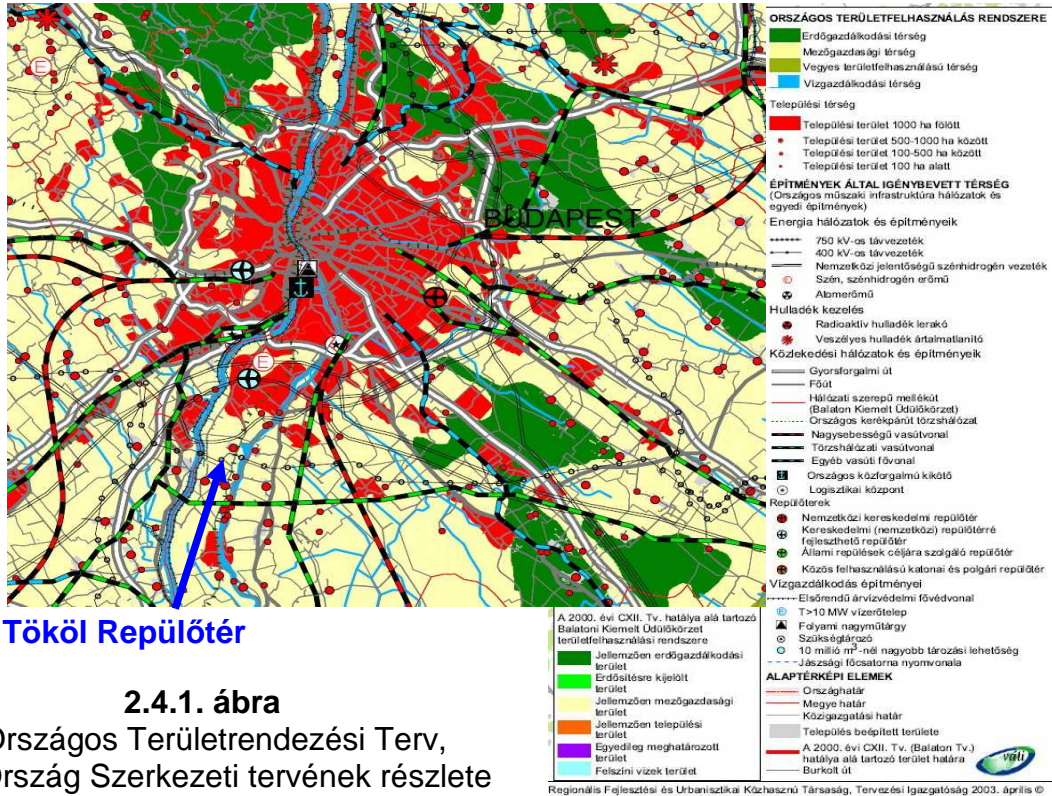 BUDAPEST
E
E
Tököl Repülőtér
2.4.1. ábra
Országos Területrendezési Terv,
Ország Szerkezeti tervének részlete
ORSZÁGOS TERÜLETFELHASZNÁLÁS RENDSZERE
Erdőgazdálkodási térség
Mezőgazdasági térség
Vegyes területfelhasználású térség
Vízgazdálkodási térség
Települési térség
Települési terület 1000 ha fölött
Települési terület 500-1000 ha között
Települési terület 100-500 ha között
Települési terület 100 ha alatt
ÉPÍTMÉNYEK ÁLTAL IGÉNYBEVETT TÉRSÉG
(Országos műszaki infrastruktúra hálózatok és
egyedi építmények)
Energia hálózatok és építményeik
750 kV-os távvezeték
400 kV-os távvezeték
Nemzetközi jelentőségű szénhidrogén vezeték
Szén, szénhidrogén erőmű
Atomerőmű
Hulladék kezelés
Radioaktív hulladék lerakó
Veszélyes hulladék ártalmatlanító
Közlekedési hálózatok és építményeik
Gyorsforgalmi út
Főút
Hálózati szerepű mellékút
(Balaton Kiemelt Üdülőkörzet)
Országos kerékpárút törzshálózat
Nagysebességű vasútvonal
Törzshálózati vasútvonal
Egyéb vasúti fővonal
Országos közforgalmú kikötő
Logisztikai központ
Repülőterek
Nemzetközi kereskedelmi repülőtér
Kereskedelmi (nemzetközi) repülőtérré
fejleszthető repülőtér
Állami repülések céljára szolgáló repülőtér
Közös felhasználású katonai és polgári repülőtér
Vízgazdálkodás építményei
Elsőrendű árvízvédelmi fővédvonal
T>10 MW vízerőtelep
Folyami nagyműtárgy
Szükségtározó
10 millió m³-nél nagyobb tározási lehetőség
Jászsági főcsatorna nyomvonala
ALAPTÉRKÉPI ELEMEK
Országhatár
Megye határ
Közigazgatási határ
Település beépített területe
A 2000. évi CXII. Tv. (Balaton Tv.)
hatálya alá tartozó terület határa
Burkolt út
váti
A 2000. évi CXII. Tv. hatálya alá tartozó
Balatoni Kiemelt Üdülőkörzet
területfelhasználási rendszere
Jellemzően erdőgazdálkodási
terület
Erdősítésre kijelölt
terület
Jellemzően mezőgazdasági
terület
Jellemzően települési
terület
Egyedileg meghatározott
terület
Felszíni vizek terület
Regionális Fejlesztési és Urbanisztikai Közhasznú Társaság, Tervezési Igazgatóság 2003. április ©